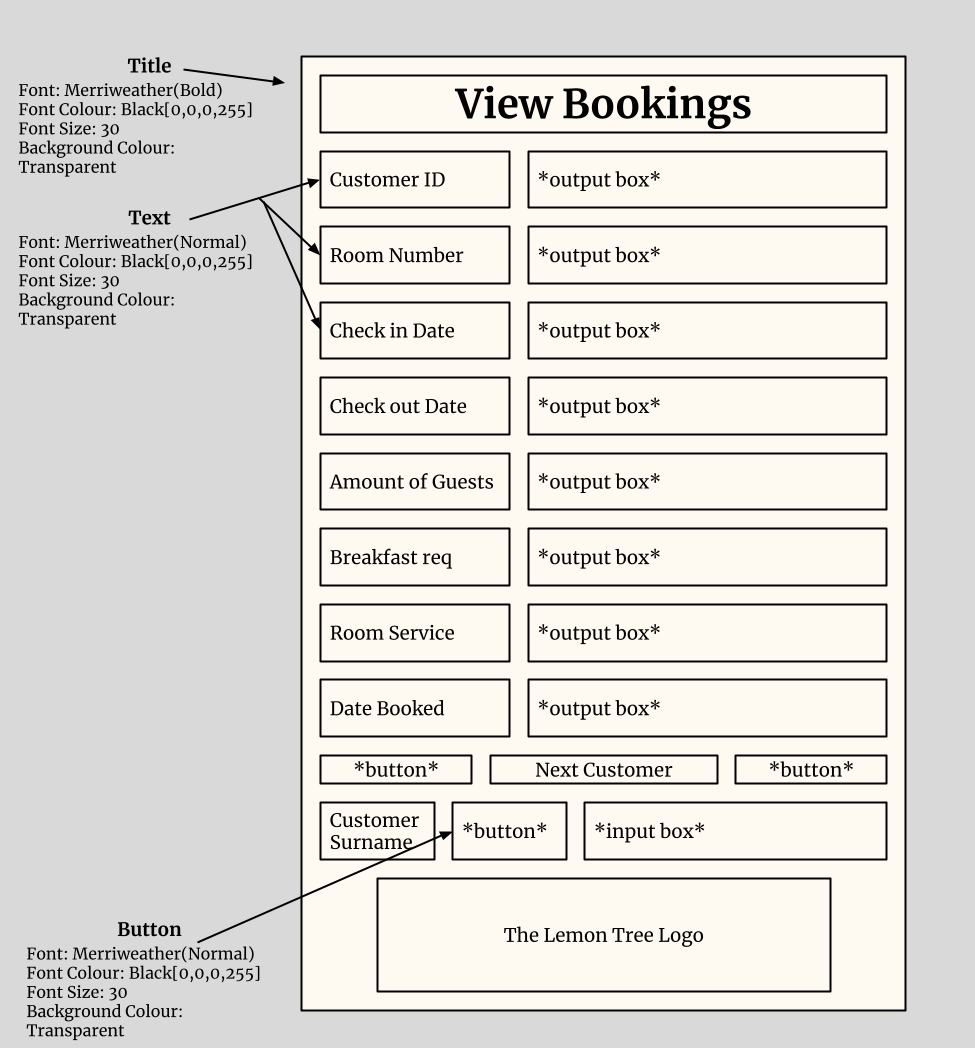 Title
Font: Merriweather(Bold)
Font Colour: Black[0,0,0,255]
Font Size: 30
Background Colour:
Transparent
Text
Font: Merriweather(Normal)
Font Colour: Black[0,0,0,255]
Font Size: 30
Background Colour:
Transparent
View Bookings
Customer ID *output box*
Room Number *output box*
Check in Date *output box*
Check out Date *output box*
Amount of Guests *output box*
Breakfast req *output box*
Room Service *output box*
Date Booked *output box*
*button* Next Customer *button*
Customer
Surname *button* *input box*
The Lemon Tree Logo
Button
Font: Merriweather(Normal)
Font Colour: Black[0,0,0,255]
Font Size: 30
Background Colour:
Transparent